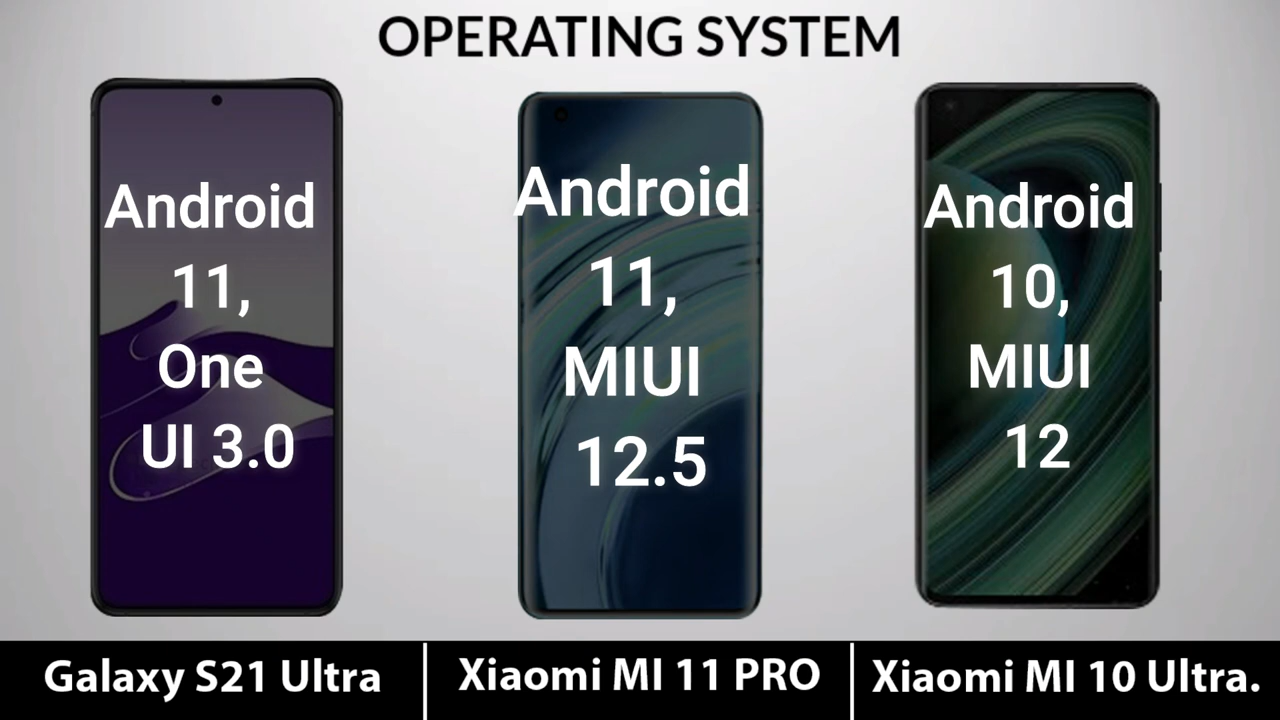 OPERATING SYSTEM
Android
11,
One
UI 3.0
Android
11,
MIUI
12.5
Android
10,
MIUI
12
Galaxy S21 Ultra
Xiaomi MI 11 PRO
Xiaomi MI 10 Ultra.